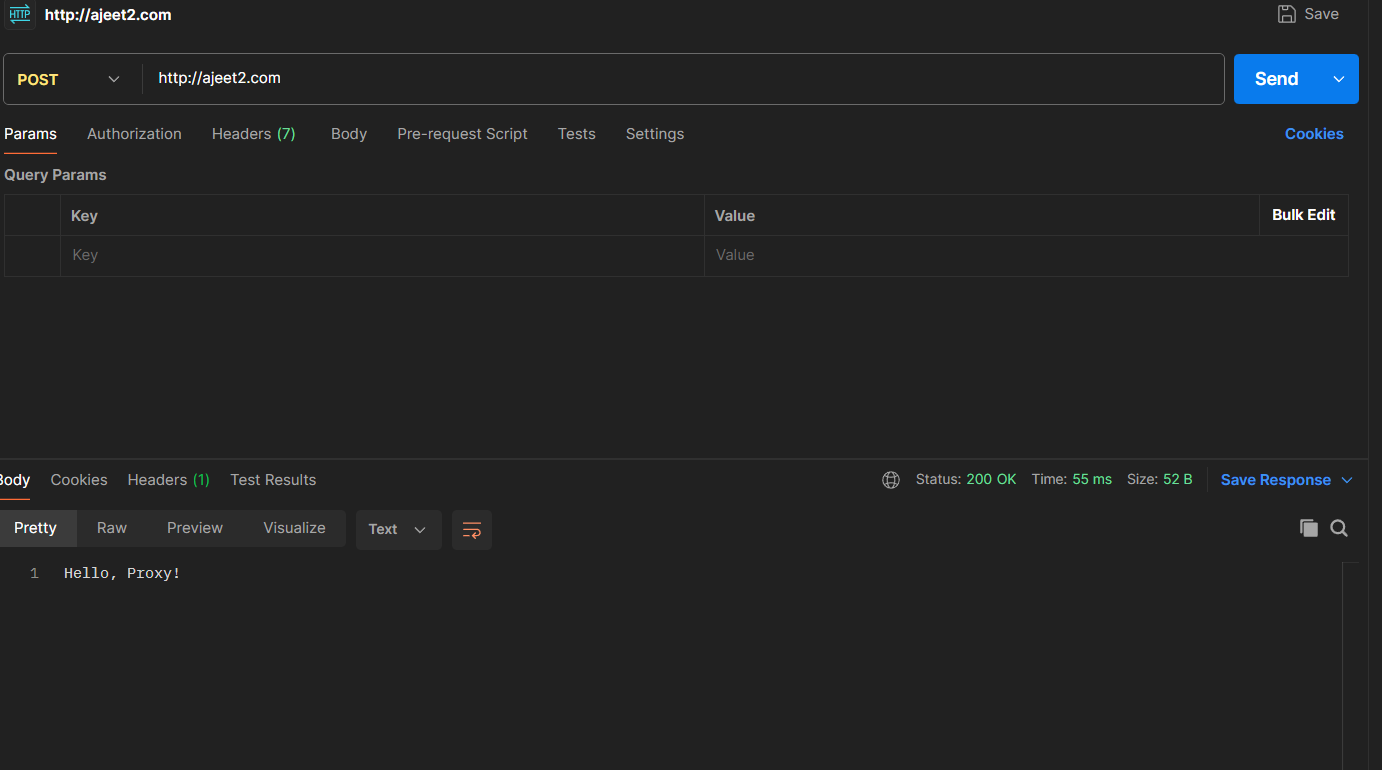 HTTP http://ajeet2.com Save
POST http://ajeet2.com Send
Params Authorization Headers (7) Body Pre-request Script Tests Settings Cookies
Query Params
Key Value Bulk Edit
Key Value
Body Cookies Headers (1) Test Results Status: 200 OK Time: 55 ms Size: 52 B Save Response
Pretty Raw Preview Visualize Text
1 Hello, Proxy!